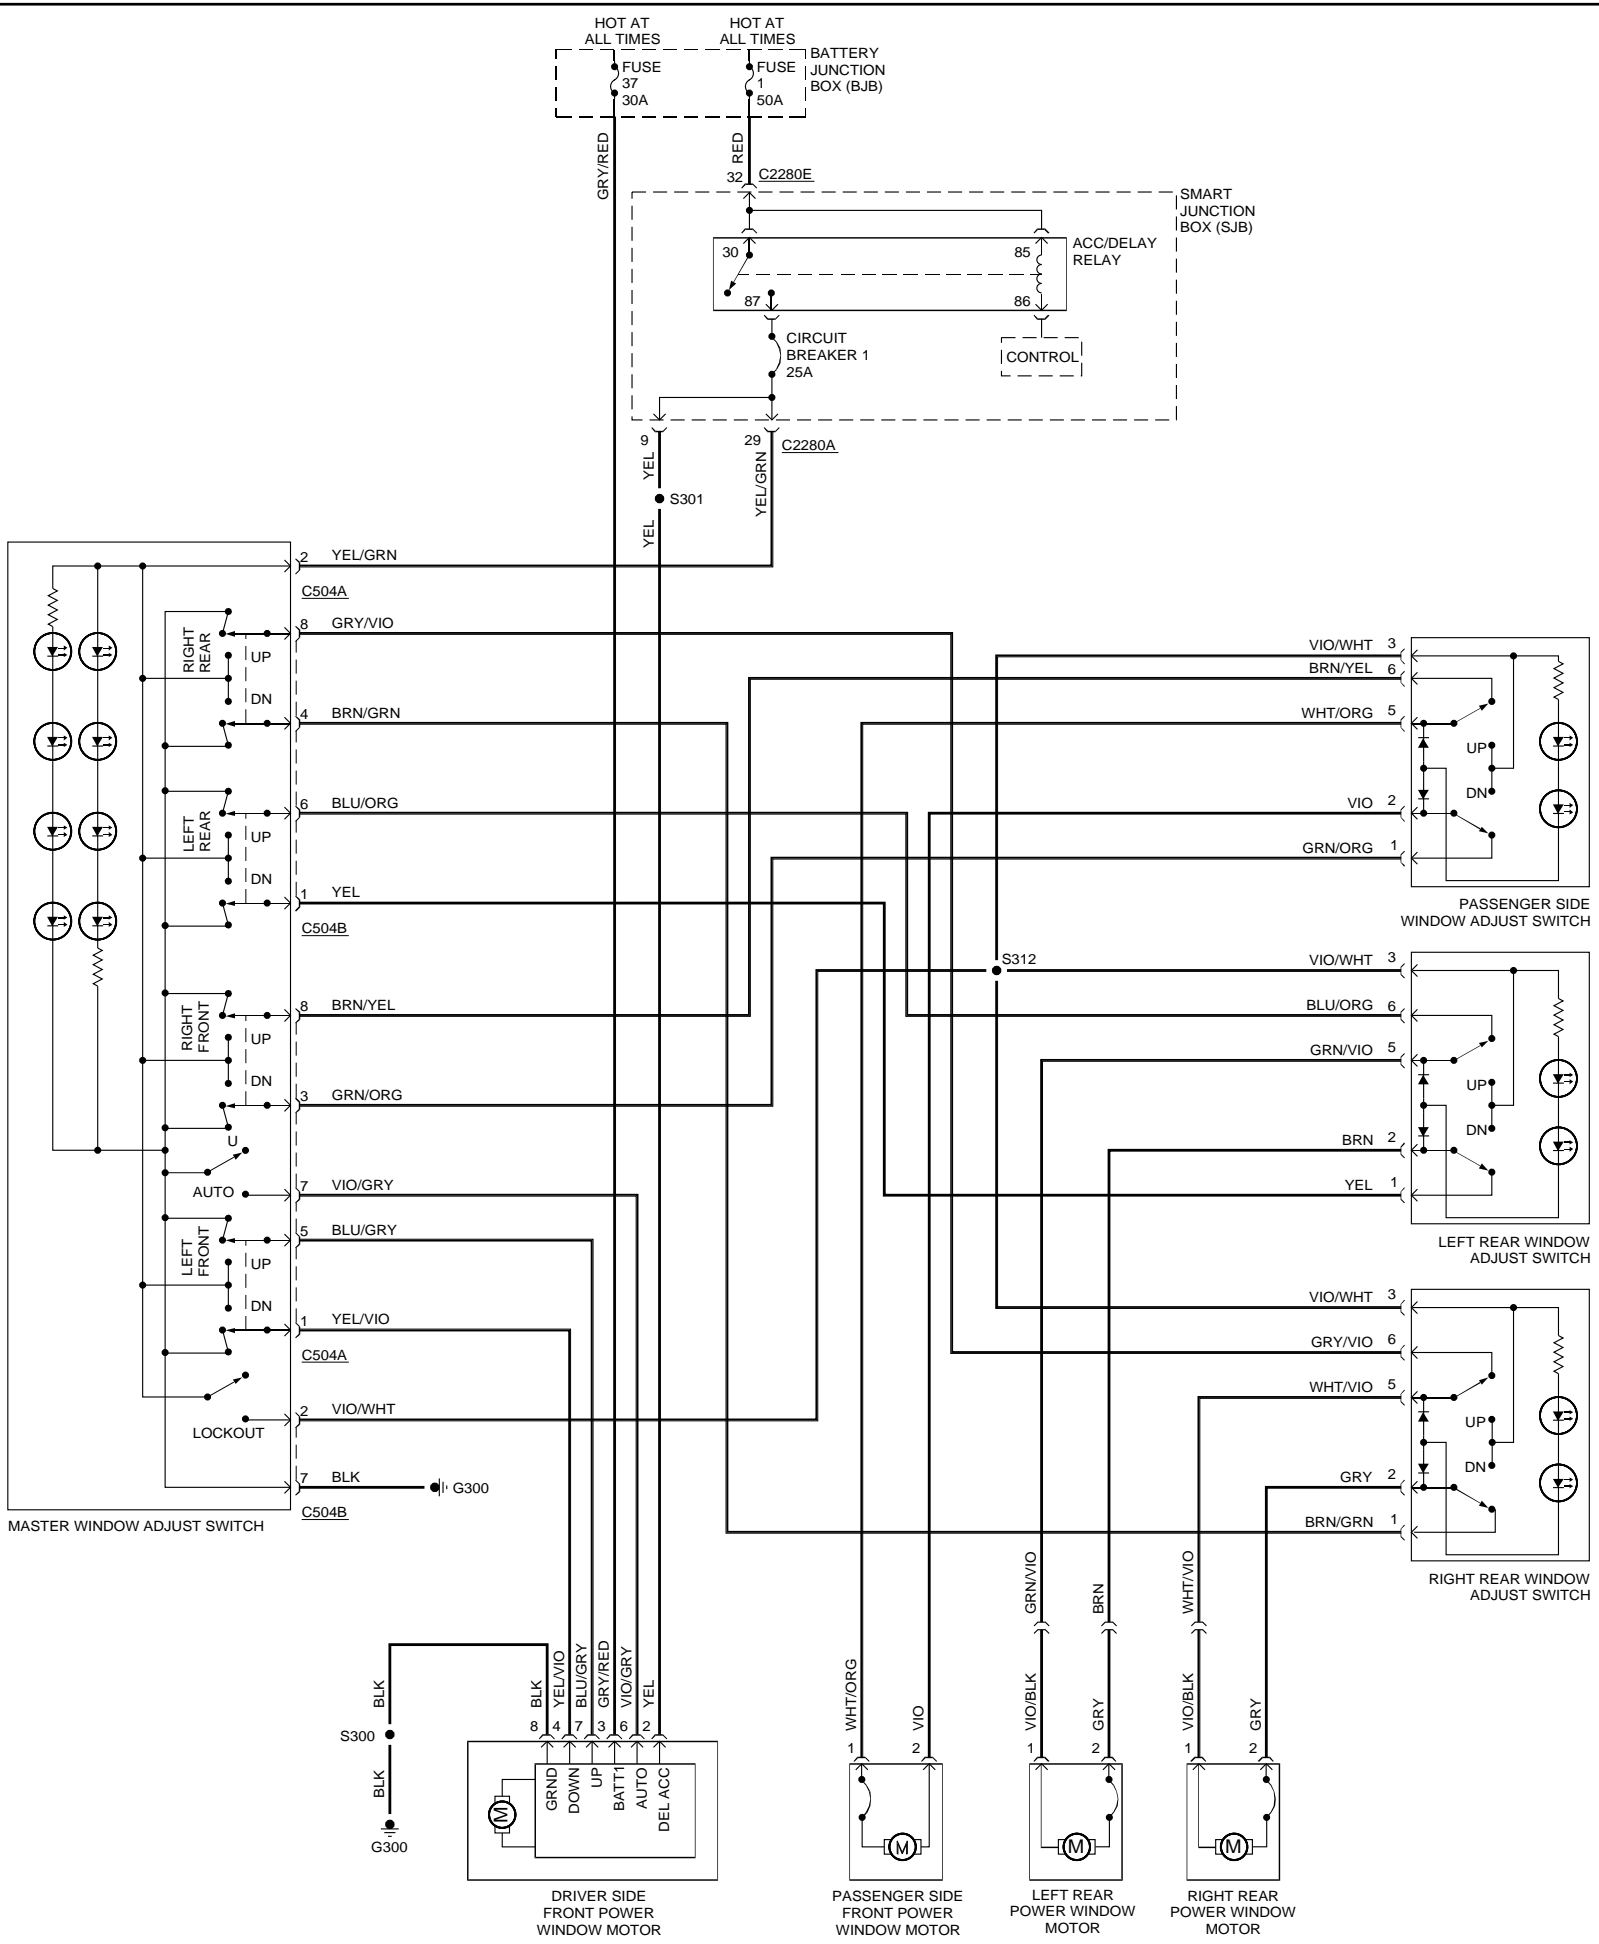 HOT AT
ALL TIMES
HOT AT
ALL TIMES
FUSE
37
30A
FUSE
1
50A
BATTERY
JUNCTION
BOX (BJB)
GRY/RED
RED
32
C2280E
SMART
JUNCTION
BOX (SJB)
30
85
ACC/DELAY
RELAY
87
86
CIRCUIT
BREAKER 1
25A
CONTROL
9
29
C2280A
YEL
YEL/GRN
S301
YEL
2
YEL/GRN
C504A
RIGHT
REAR
8
GRY/VIO
UP
DN
4
BRN/GRN
LEFT
REAR
6
BLU/ORG
UP
DN
1
YEL
C504B
RIGHT
FRONT
8
BRN/YEL
UP
DN
3
GRN/ORG
U
AUTO
7
VIO/GRY
LEFT
FRONT
5
BLU/GRY
UP
DN
1
YEL/VIO
C504A
LOCKOUT
2
VIO/WHT
7
BLK
G300
C504B
MASTER WINDOW ADJUST SWITCH
VIO/WHT
3
BRN/YEL
6
WHT/ORG
5
UP
DN
VIO
2
GRN/ORG
1
PASSENGER SIDE
WINDOW ADJUST SWITCH
S312
VIO/WHT
3
BLU/ORG
6
GRN/VIO
5
UP
DN
BRN
2
YEL
1
LEFT REAR WINDOW
ADJUST SWITCH
VIO/WHT
3
GRY/VIO
6
WHT/VIO
5
UP
DN
GRY
2
BRN/GRN
1
RIGHT REAR WINDOW
ADJUST SWITCH
BLK
S300
BLK
G300
BLK
YEL/VIO
BLU/GRY
GRY/RED
VIO/GRY
YEL
8
4
7
3
6
2
GRND
DOWN
UP
BATT1
AUTO
DEL ACC
M
DRIVER SIDE
FRONT POWER
WINDOW MOTOR
WHT/ORG
VIO
1
2
M
PASSENGER SIDE
FRONT POWER
WINDOW MOTOR
GRN/VIO
BRN
VIO/BLK
GRY
1
2
M
LEFT REAR
POWER WINDOW
MOTOR
WHT/VIO
VIO/BLK
GRY
1
2
M
RIGHT REAR
POWER WINDOW
MOTOR